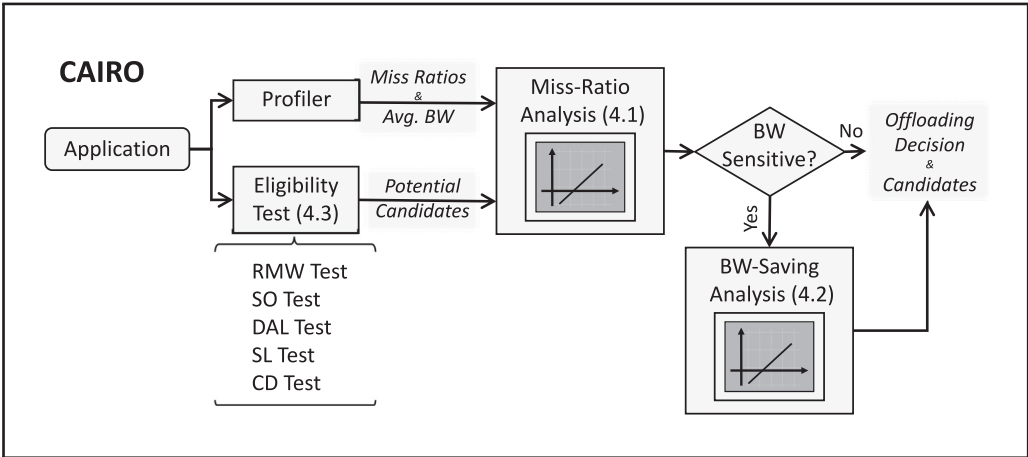 CAIRO
Application
Profiler
Miss Ratios
&
Avg. BW
Eligibility
Test (4.3)
Potential
Candidates
RMW Test
SO Test
DAL Test
SL Test
CD Test
Miss-Ratio
Analysis (4.1)
BW
Sensitive?
No
Yes
Offloading
Decision
&
Candidates
BW-Saving
Analysis (4.2)